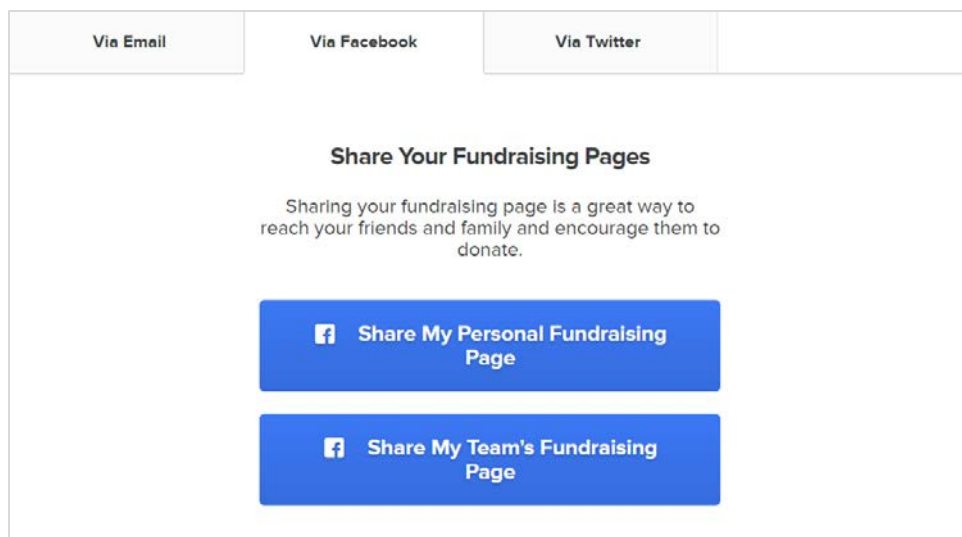 Via Email
Via Facebook
Via Twitter
Share Your Fundraising Pages
Sharing your fundraising page is a great way to
reach your friends and family and encourage them to
donate.
Share My Personal Fundraising
Page
Share My Team's Fundraising
Page